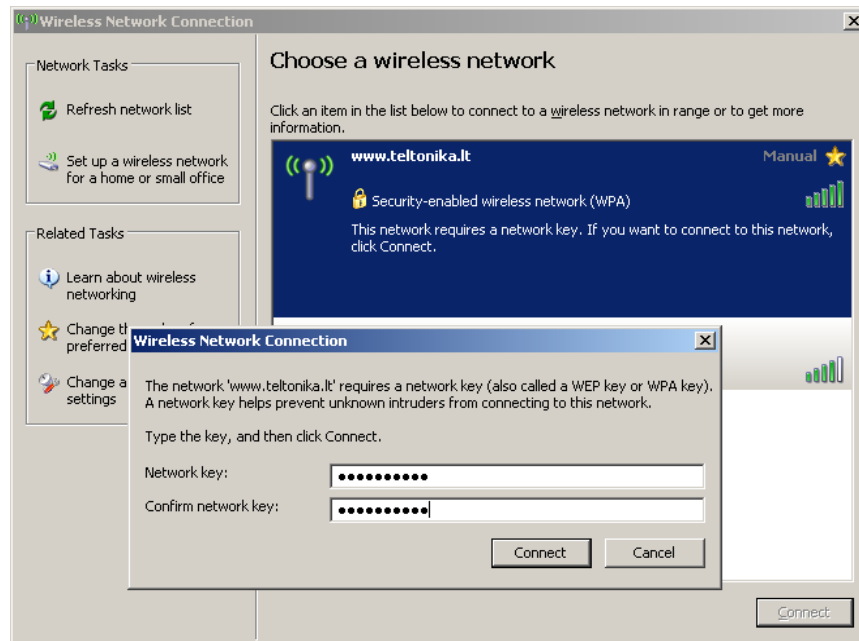 Wireless Network Connection
Network Tasks
Refresh network list
Set up a wireless network
for a home or small office
Related Tasks
Learn about wireless
networking
Change th
preferred
Change a
settings
Choose a wireless network
Click an item in the list below to connect to a wireless network in range or to get more
information.
www.teltonika.lt
Manual
Security-enabled wireless network (WPA)
This network requires a network key. If you want to connect to this network,
click Connect.
Wireless Network Connection
The network 'www.teltonika.lt' requires a network key (also called a WEP key or WPA key).
A network key helps prevent unknown intruders from connecting to this network.
Type the key, and then click Connect.
Network key: ●●●●●●●●●●
Confirm network key: ●●●●●●●●●●
Connect Cancel
Connect